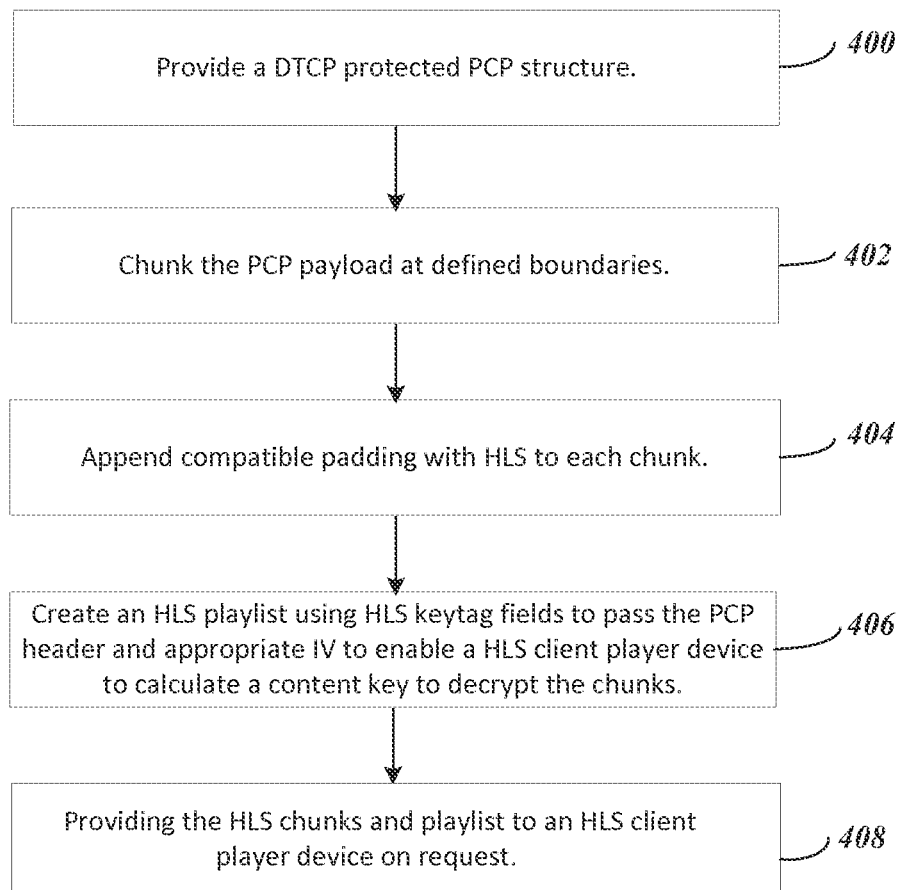 Provide a DTCP protected PCP structure.
400
Chunk the PCP payload at defined boundaries.
402
Append compatible padding with HLS to each chunk.
404
Create an HLS playlist using HLS keytag fields to pass the PCP
header and appropriate IV to enable a HLS client player device
to calculate a content key to decrypt the chunks.
406
Providing the HLS chunks and playlist to an HLS client
player device on request.
408